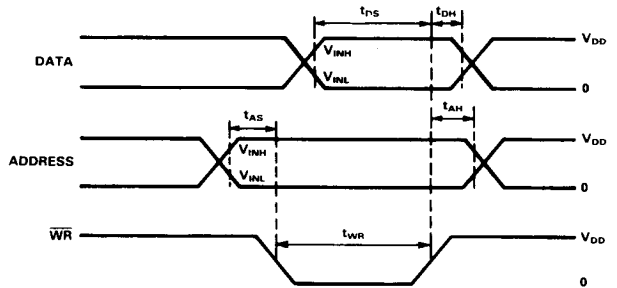 tDS tDH
DATA VINH VINL VDD 0
tAS tAH
ADDRESS VINH VINL VDD 0
WR tWR VDD 0